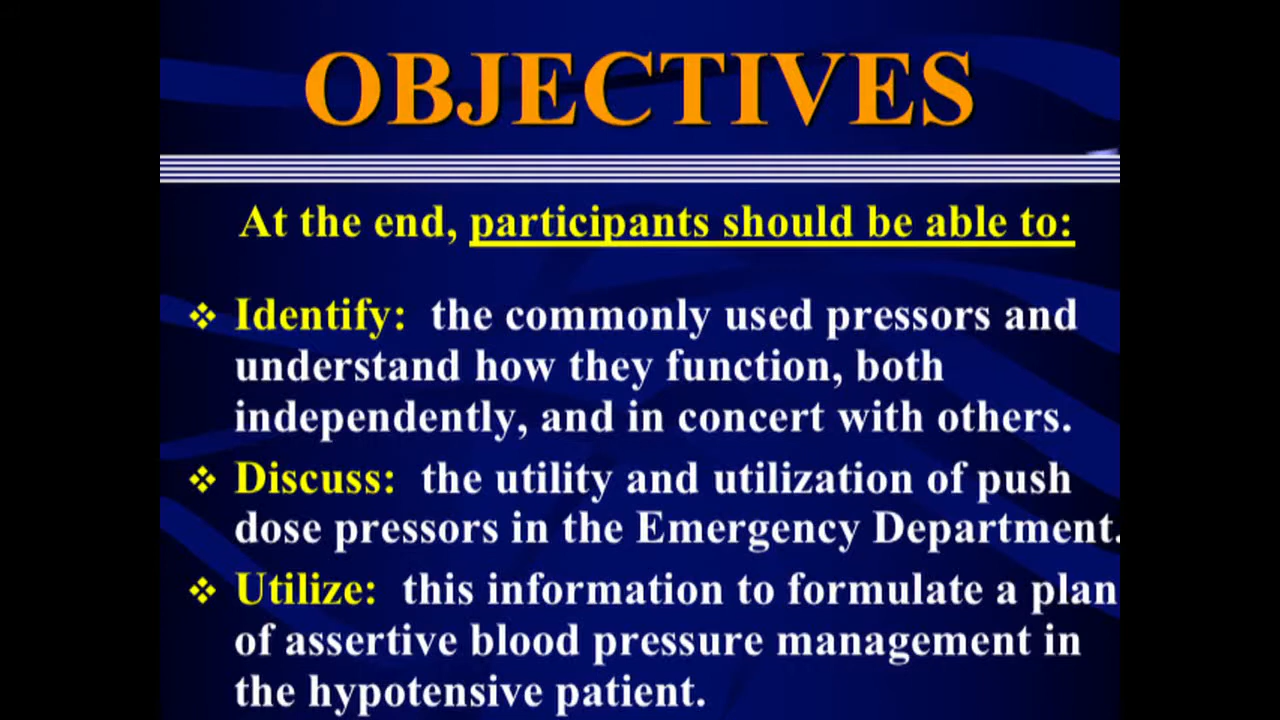 OBJECTIVES
At the end, participants should be able to:
❖ Identify: the commonly used pressors and
understand how they function, both
independently, and in concert with others.
❖ Discuss: the utility and utilization of push
dose pressors in the Emergency Department.
❖ Utilize: this information to formulate a plan
of assertive blood pressure management in
the hypotensive patient.